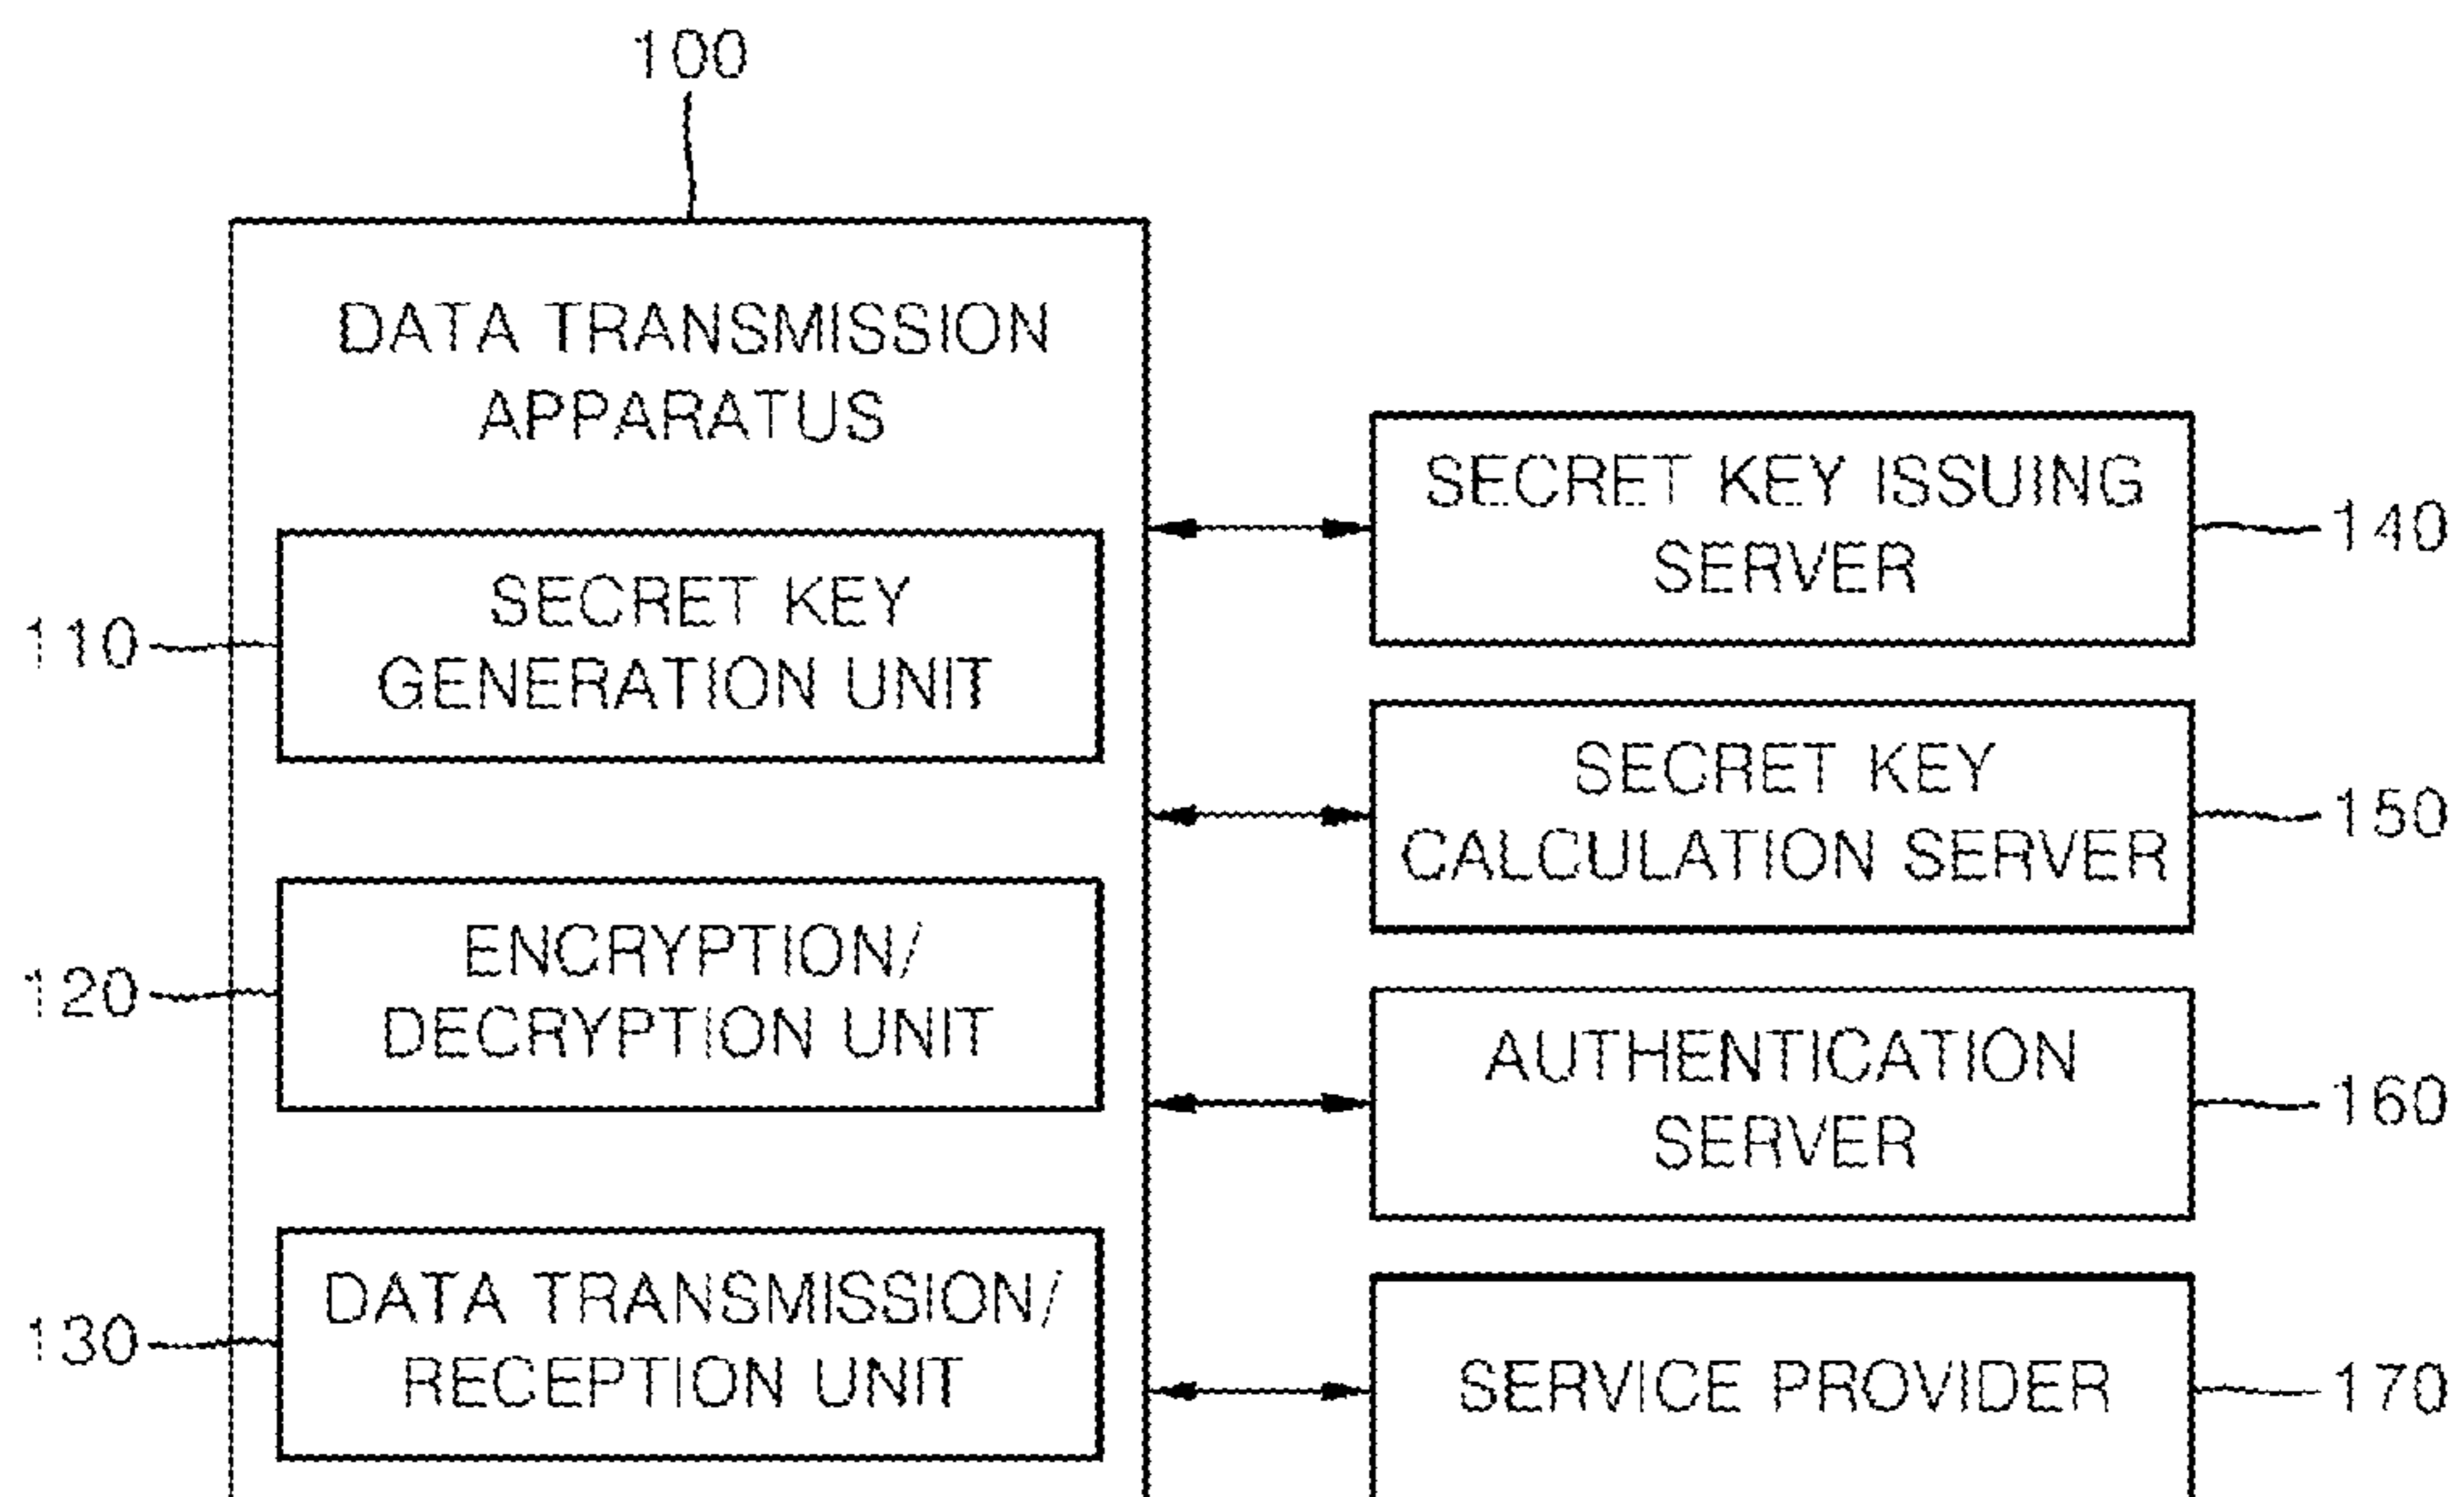 100
DATA TRANSMISSION
APPARATUS
110
SECRET KEY
GENERATION UNIT
120
ENCRYPTION/
DECRYPTION UNIT
130
DATA TRANSMISSION/
RECEPTION UNIT
SECRET KEY ISSUING
SERVER
140
SECRET KEY
CALCULATION SERVER
150
AUTHENTICATION
SERVER
160
SERVICE PROVIDER
170